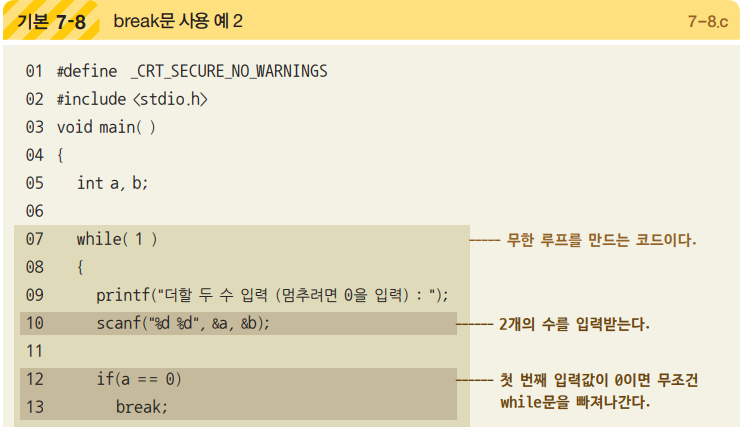 기본 7-8 break문 사용 예 2 7-8.c
01 #define _CRT_SECURE_NO_WARNINGS
02 #include <stdio.h>
03 void main( )
04 {
05 int a, b;
06
07 while( 1 ) 무한 루프를 만드는 코드이다.
08 {
09 printf("더할 두 수 입력 (멈추려면 0을 입력) : ");
10 scanf("%d %d", &a, &b); 2개의 수를 입력받는다.
11
12 if(a == 0) 첫 번째 입력값이 0이면 무조건
13 break; while문을 빠져나간다.